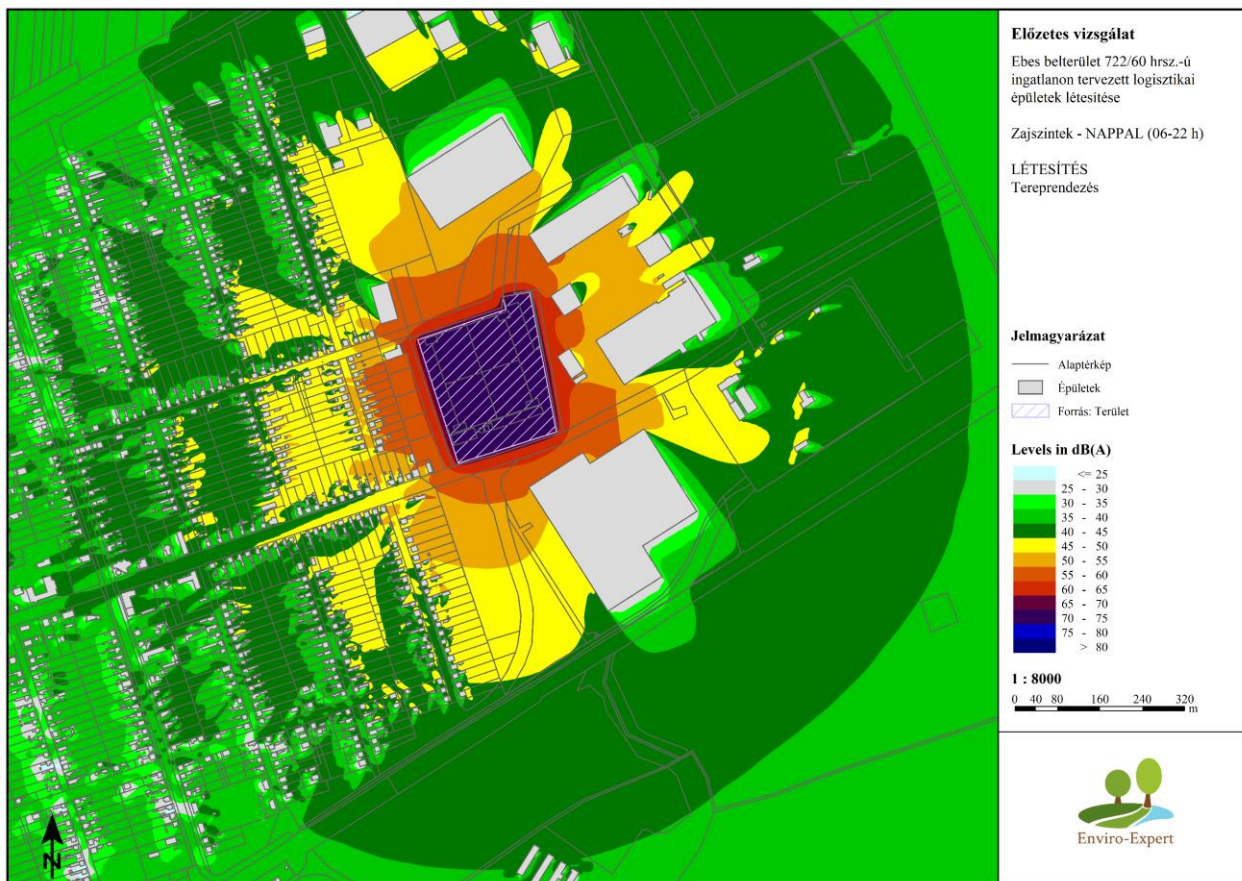 Előzetes vizsgálat
Ebes belterület 722/60 hrsz.-ú
ingatlanon tervezett logisztikai
épületek létesítése
Zajszintek - NAPPAL (06-22 h)
LÉTESÍTÉS
Tereprendezés
Jelmagyarázat
Alaptérkép
Épületek
Forrás: Terület
Levels in dB(A)
<= 25
25 - 30
30 - 35
35 - 40
40 - 45
45 - 50
50 - 55
55 - 60
60 - 65
65 - 70
70 - 75
75 - 80
> 80
1 : 8000
0 40 80 160 240 320
m
Enviro-Expert
N